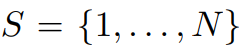 S = {1, . . . , N}